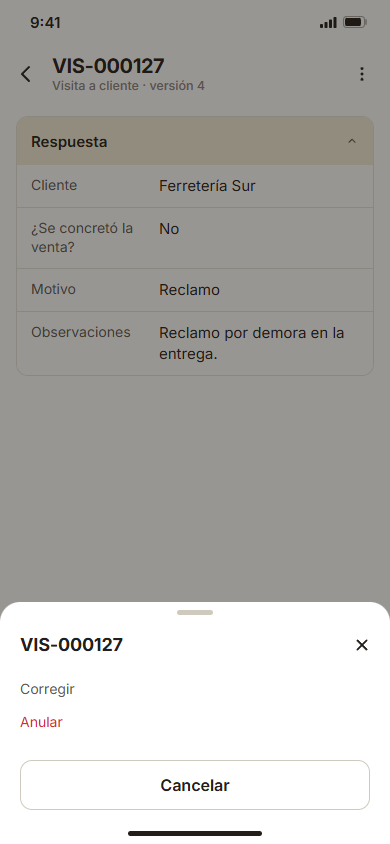 9:41
VIS-000127
Visita a cliente · versión 4
Respuesta
Cliente
Ferretería Sur
¿Se concretó la
venta?
No
Motivo
Reclamo
Observaciones
Reclamo por demora en la
entrega.
VIS-000127
Corregir
Anular
Cancelar